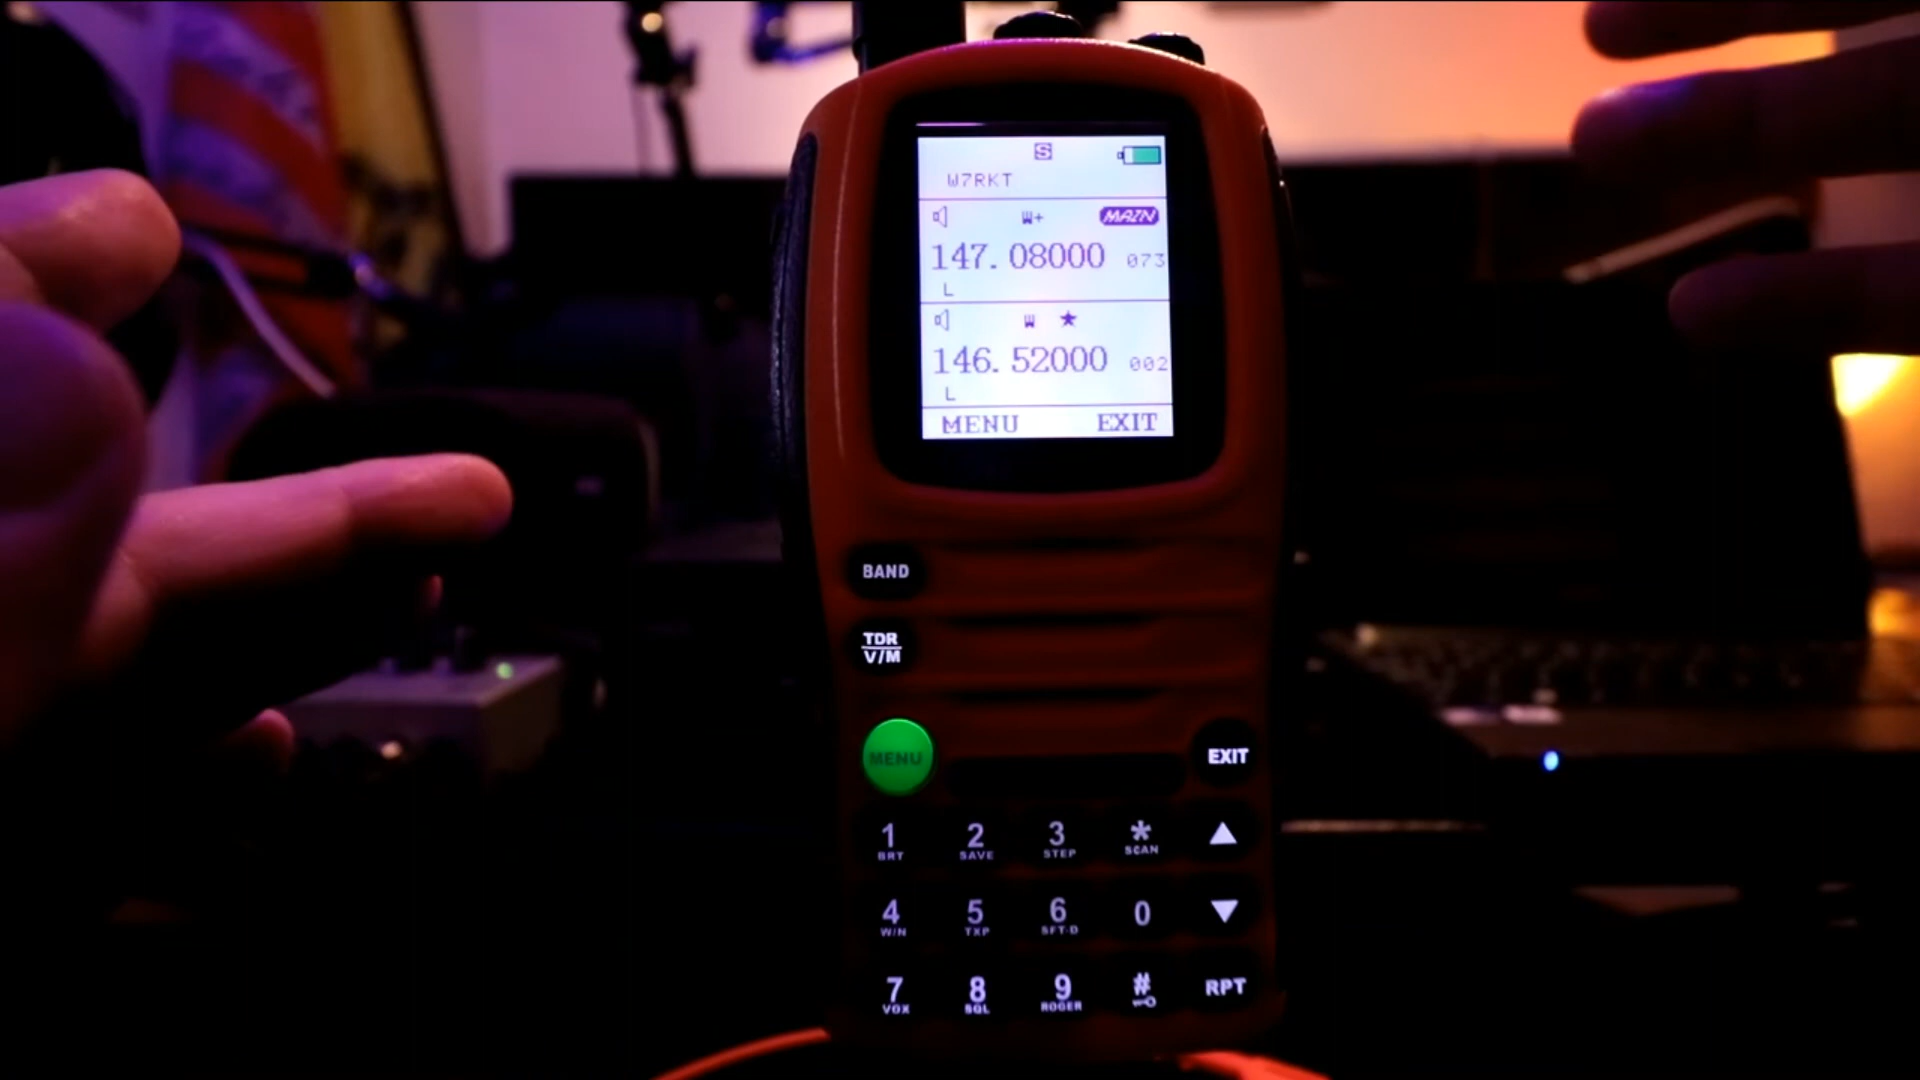 S
W7RKT
W+ MAIN
147.08000 073
L
W ★
146.52000 002
L
MENU EXIT
BAND
TDR
V/M
MENU EXIT
1 2 3 * ▲
BRT SAVE STEP SCAN
4 5 6 0 ▼
W/N TXP SFT-D
7 8 9 # RPT
VOX SQL ROGER